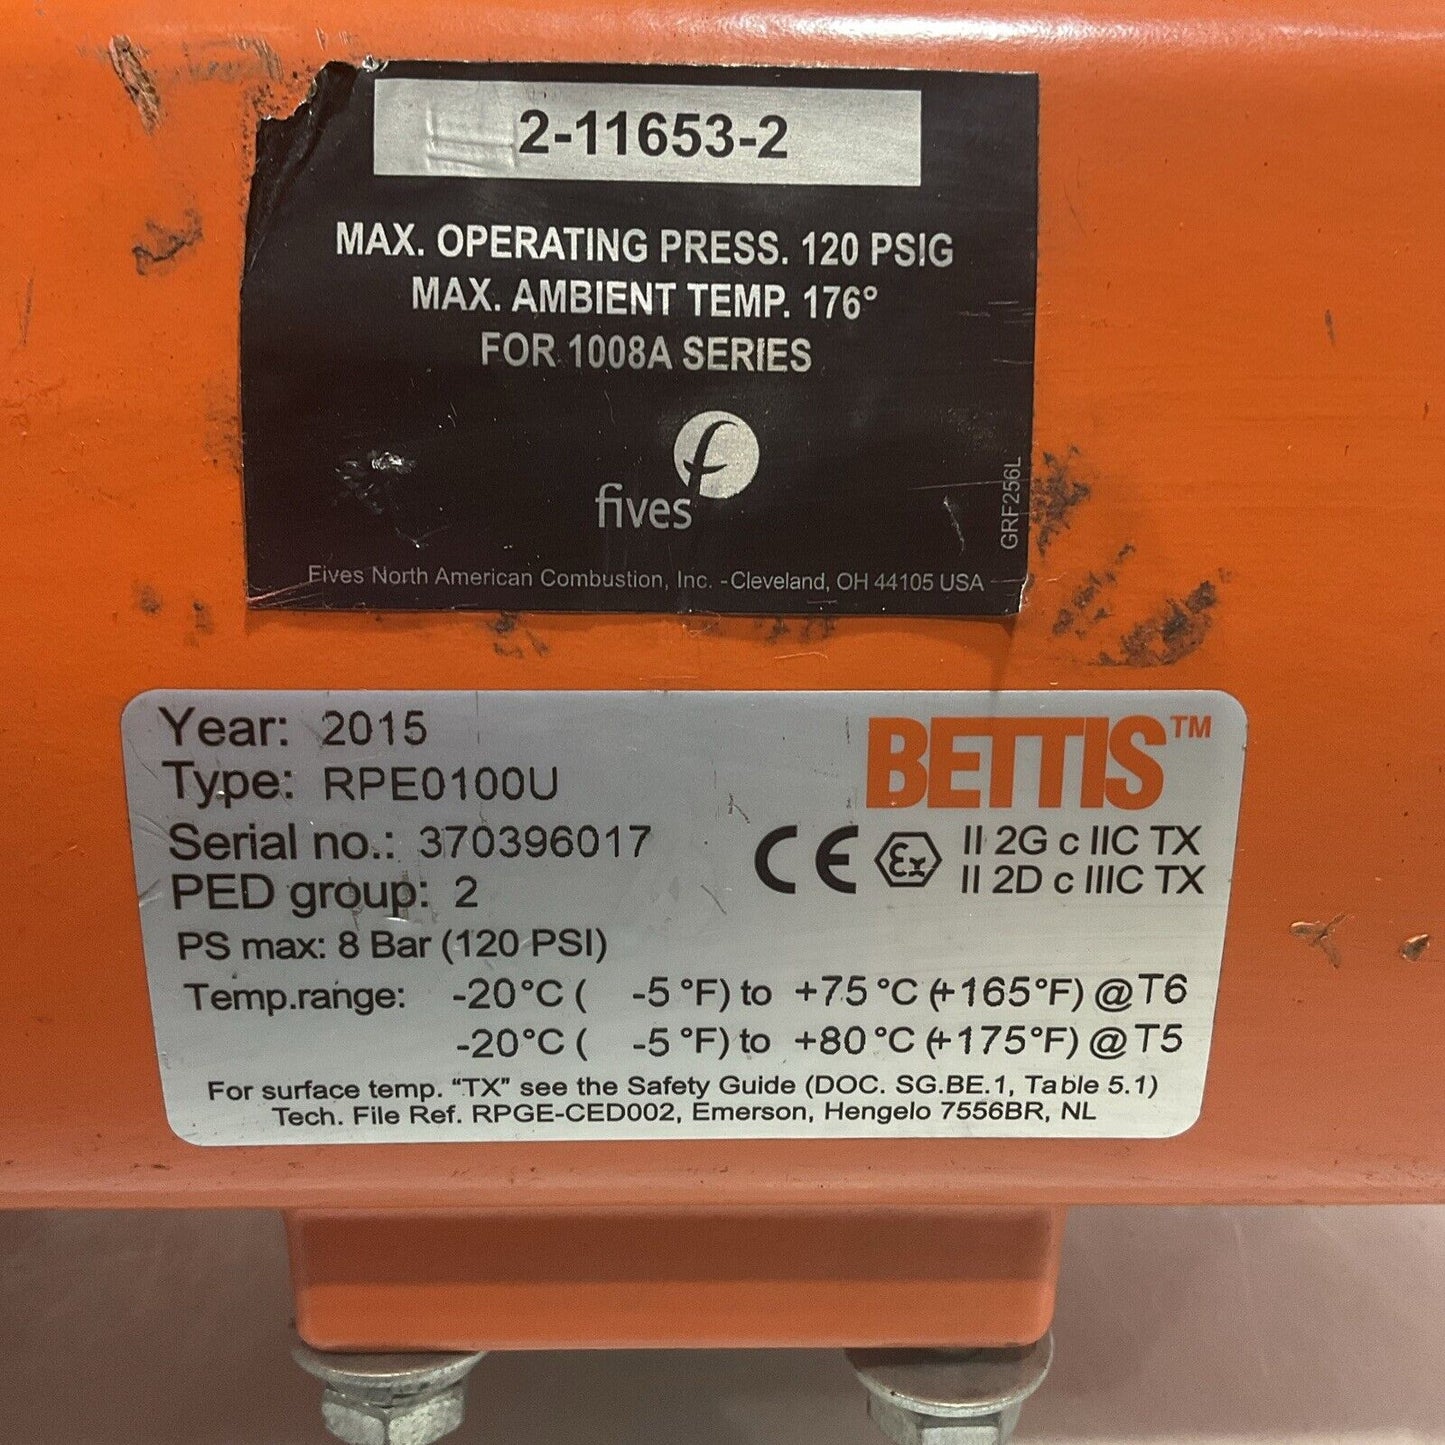 2-11653-2
MAX. OPERATING PRESS. 120 PSIG
MAX. AMBIENT TEMP. 176°
FOR 1008A SERIES
fives
GRF256L
Fives North American Combustion, Inc. -Cleveland, OH 44105 USA
Year: 2015
BETTIS™
Type: RPE0100U
Serial no.: 370396017
CE Ex II 2G c IIC TX
II 2D c IIIC TX
PED group: 2
PS max: 8 Bar (120 PSI)
Temp.range: -20°C ( -5°F) to +75°C (+165°F) @T6
-20°C ( -5°F) to +80°C (+175°F) @T5
For surface temp. “TX” see the Safety Guide (DOC. SG.BE.1, Table 5.1)
Tech. File Ref. RPGE-CED002, Emerson, Hengelo 7556BR, NL